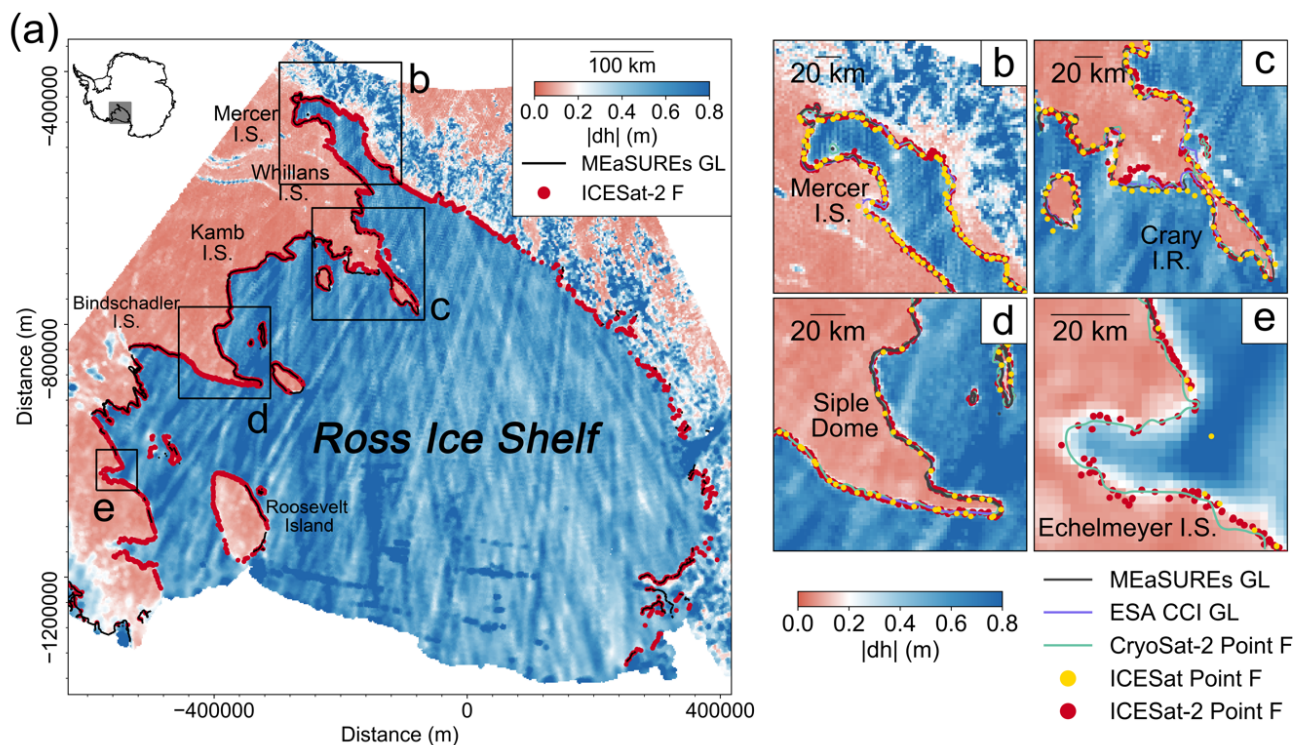 (a)
100 km
0.0 0.2 0.4 0.6 0.8
|dh| (m)
MEaSUREs GL
ICESat-2 F
b
Mercer
I.S.
Whillans
I.S.
Kamb
I.S.
c
Bindschadler
I.S.
d
Ross Ice Shelf
e
Roosevelt
Island
−400000
−800000
−1200000
Distance (m)
−400000 0 400000
Distance (m)
20 km
b
Mercer
I.S.
20 km
c
Crary
I.R.
20 km
d
Siple
Dome
20 km
e
Echelmeyer I.S.
0.0 0.2 0.4 0.6 0.8
|dh| (m)
MEaSUREs GL
ESA CCI GL
CryoSat-2 Point F
ICESat Point F
ICESat-2 Point F